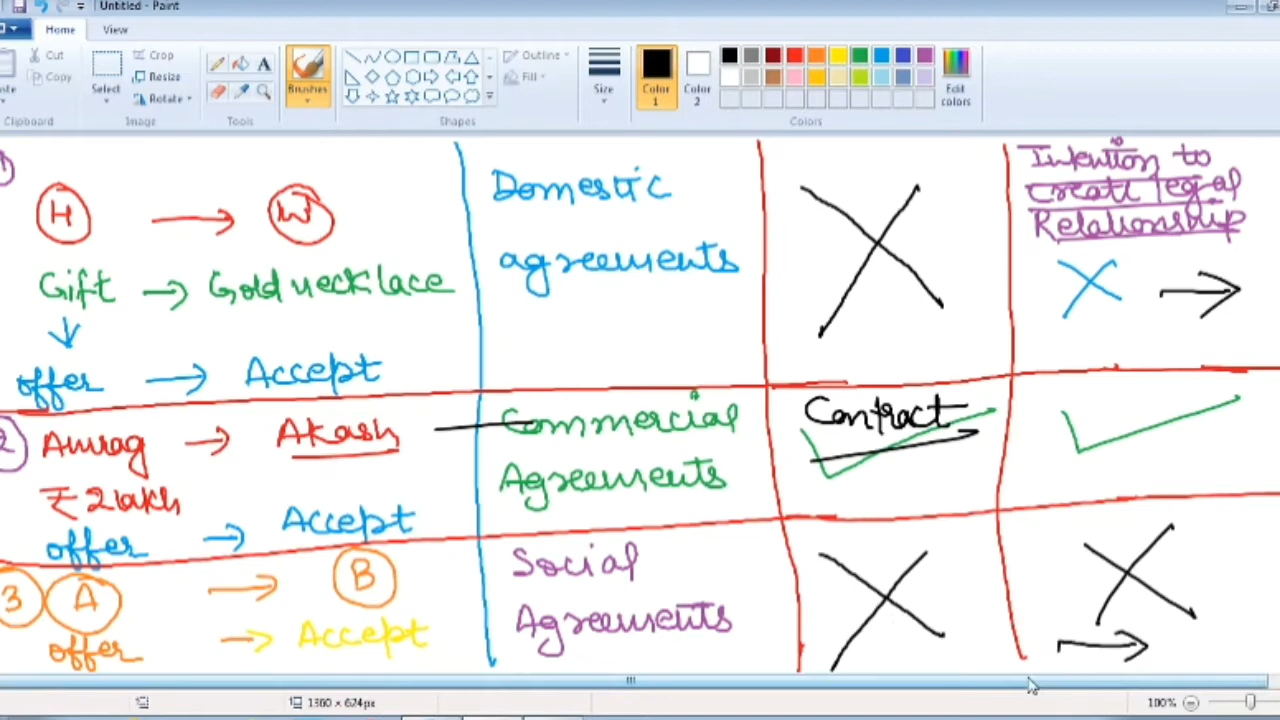 Untitled - Paint
Home View
Cut
Copy
Clipboard
Select
Crop
Resize
Rotate
Image
Tools
Brushes
Shapes
Outline
Fill
Size
Color 1
Color 2
Colors
Edit colors
1
H W
Gift Gold necklace
offer Accept
Domestic
agreements
Intention to
create legal
Relationship
2
Anurag Akash
₹ 2 lakh
offer Accept
Commercial
Agreements
Contract
3 A B
offer Accept
Social
Agreements
1360 × 624px
100%